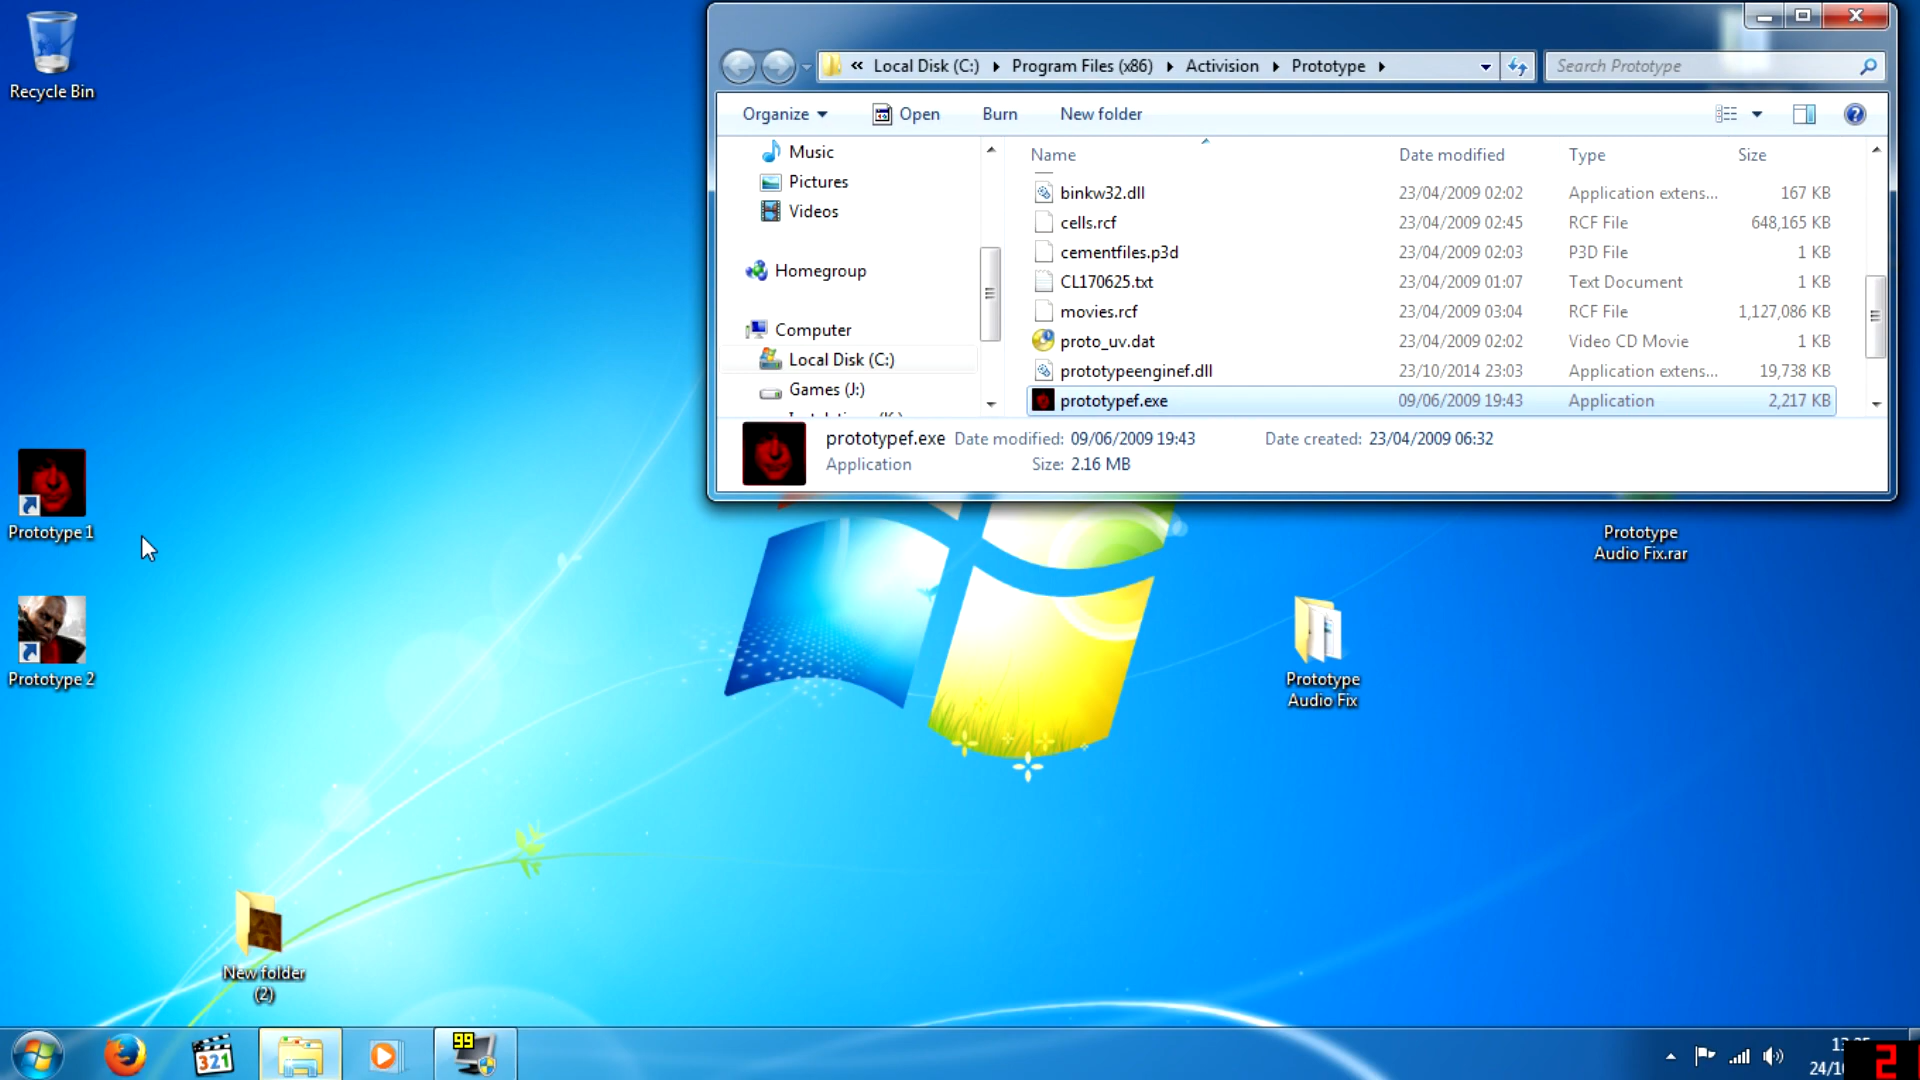 Recycle Bin
Prototype 1
Prototype 2
New folder
(2)
Local Disk (C:) Program Files (x86) Activision Prototype
Search Prototype
Organize Open Burn New folder
Music
Pictures
Videos
Homegroup
Computer
Local Disk (C:)
Games (J:)
Name Date modified Type Size
binkw32.dll 23/04/2009 02:02 Application extens... 167 KB
cells.rcf 23/04/2009 02:45 RCF File 648,165 KB
cementfiles.p3d 23/04/2009 02:03 P3D File 1 KB
CL170625.txt 23/04/2009 01:07 Text Document 1 KB
movies.rcf 23/04/2009 03:04 RCF File 1,127,086 KB
proto_uv.dat 23/04/2009 02:02 Video CD Movie 1 KB
prototypeenginef.dll 23/10/2014 23:03 Application extens... 19,738 KB
prototypef.exe 09/06/2009 19:43 Application 2,217 KB
prototypef.exe Date modified: 09/06/2009 19:43 Date created: 23/04/2009 06:32
Application Size: 2.16 MB
Prototype
Audio Fix.rar
Prototype
Audio Fix
321
99
2